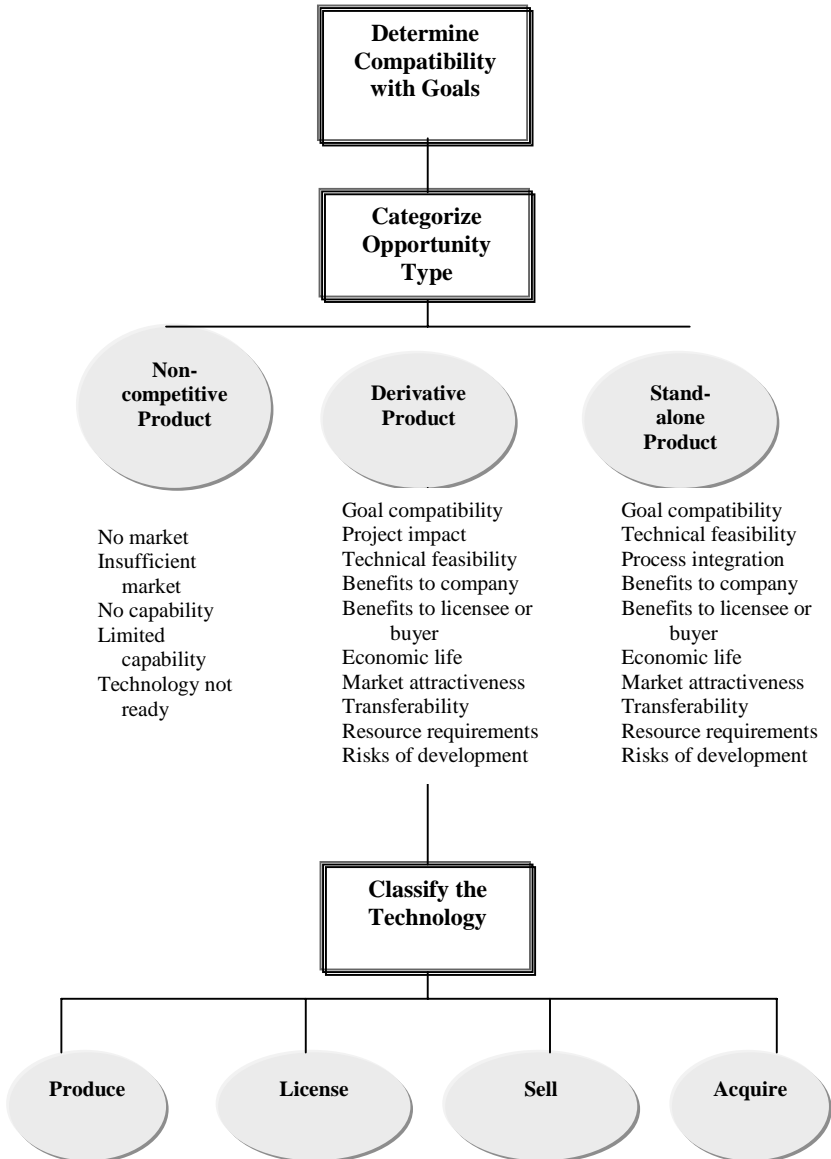 Determine
Compatibility
with Goals
Categorize
Opportunity
Type
Non-
competitive
Product
Derivative
Product
Stand-
alone
Product
No market
Insufficient
market
No capability
Limited
capability
Technology not
ready
Goal compatibility
Project impact
Technical feasibility
Benefits to company
Benefits to licensee or
buyer
Economic life
Market attractiveness
Transferability
Resource requirements
Risks of development
Goal compatibility
Technical feasibility
Process integration
Benefits to company
Benefits to licensee or
buyer
Economic life
Market attractiveness
Transferability
Resource requirements
Risks of development
Classify the
Technology
Produce
License
Sell
Acquire